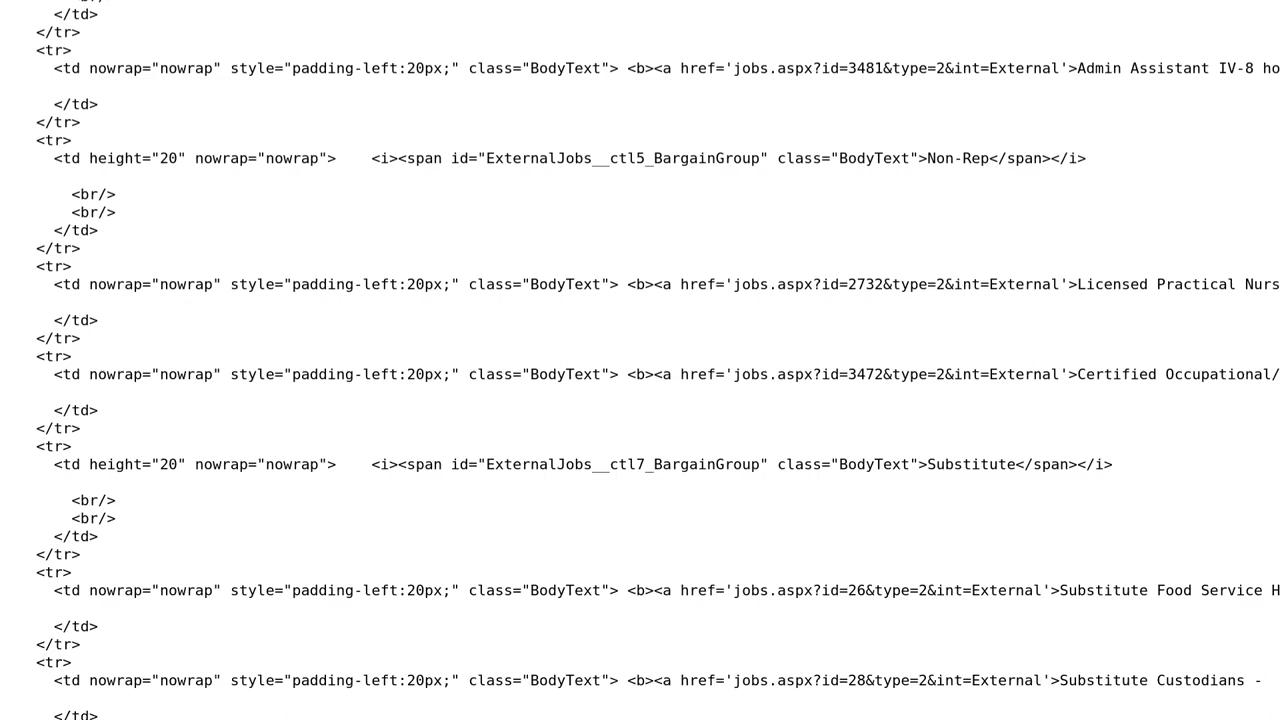 </td>
</tr>
<tr>
<td nowrap="nowrap" style="padding-left:20px;" class="BodyText"> <b><a href='jobs.aspx?id=3481&type=2&int=External'>Admin Assistant IV-8 ho
</td>
</tr>
<tr>
<td height="20" nowrap="nowrap">    <i><span id="ExternalJobs__ctl5_BargainGroup" class="BodyText">Non-Rep</span></i>
<br/>
<br/>
</td>
</tr>
<tr>
<td nowrap="nowrap" style="padding-left:20px;" class="BodyText"> <b><a href='jobs.aspx?id=2732&type=2&int=External'>Licensed Practical Nurs
</td>
</tr>
<tr>
<td nowrap="nowrap" style="padding-left:20px;" class="BodyText"> <b><a href='jobs.aspx?id=3472&type=2&int=External'>Certified Occupational/
</td>
</tr>
<tr>
<td height="20" nowrap="nowrap">    <i><span id="ExternalJobs__ctl7_BargainGroup" class="BodyText">Substitute</span></i>
<br/>
<br/>
</td>
</tr>
<tr>
<td nowrap="nowrap" style="padding-left:20px;" class="BodyText"> <b><a href='jobs.aspx?id=26&type=2&int=External'>Substitute Food Service H
</td>
</tr>
<tr>
<td nowrap="nowrap" style="padding-left:20px;" class="BodyText"> <b><a href='jobs.aspx?id=28&type=2&int=External'>Substitute Custodians -
</td>